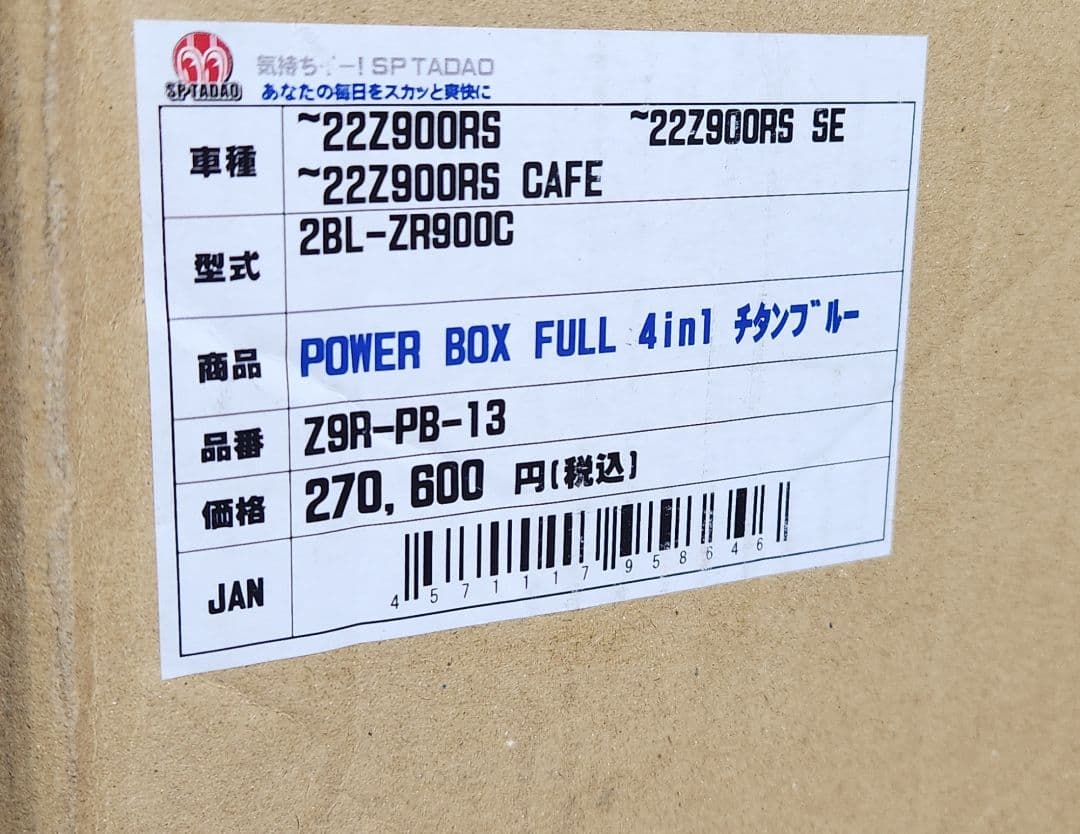 SP TADAO
気持ちイー! SP TADAO
あなたの毎日をスカッと爽快に
車種
~22Z900RS ~22Z900RS SE
~22Z900RS CAFE
型式
2BL-ZR900C
商品
POWER BOX FULL 4in1 チタンブルー
品番
Z9R-PB-13
価格
270,600 円(税込)
JAN
4571117958646